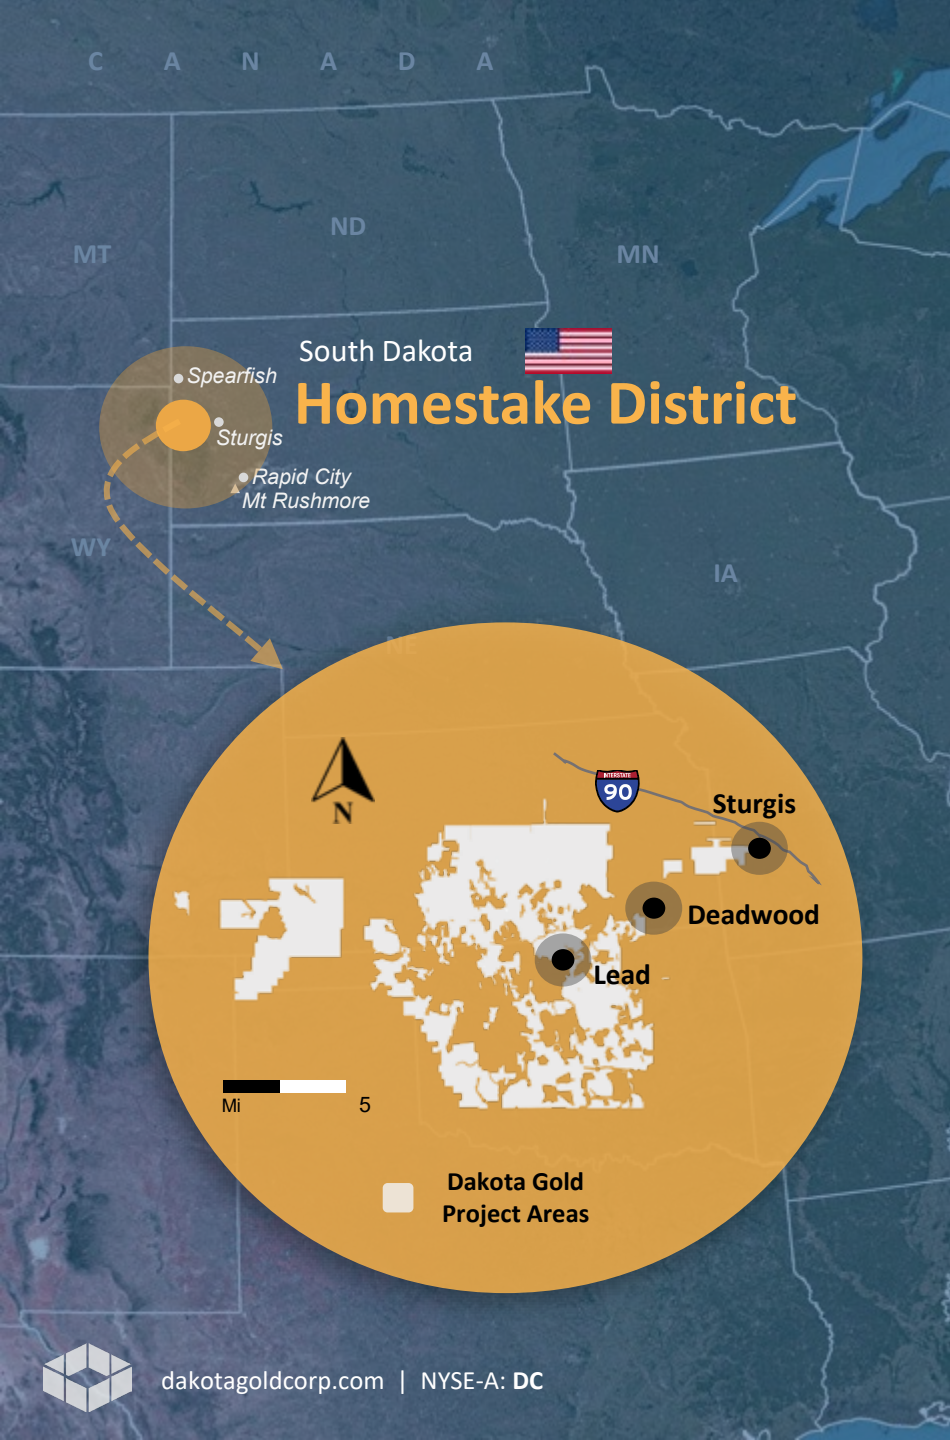 C A N A D A
ND
MT
MN
South Dakota
Spearfish
Homestake District
Sturgis
Rapid City
Mt Rushmore
WY
IA
NE
INTERSTATE
90
Sturgis
N
Deadwood
Lead
Mi 5
Dakota Gold
Project Areas
dakotagoldcorp.com | NYSE-A: DC